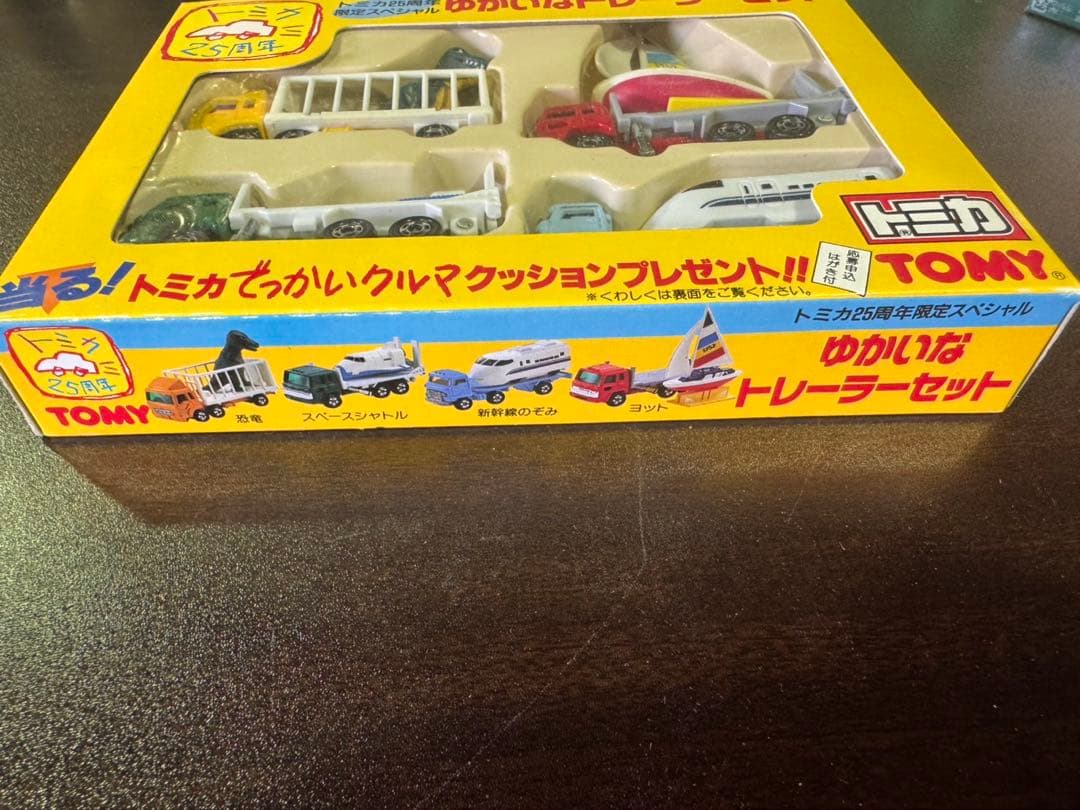 トミカ
25周年
トミカ25周年
限定スペシャル
ゆかいなトレーラーセット
トミカ
TOMY®
当る!トミカでっかいクルマクッションプレゼント!!
応募申込
はがき付
※くわしくは裏面をご覧ください。
トミカ
25周年
TOMY
恐竜
スペースシャトル
新幹線のぞみ
ヨット
トミカ25周年限定スペシャル
ゆかいな
トレーラーセット